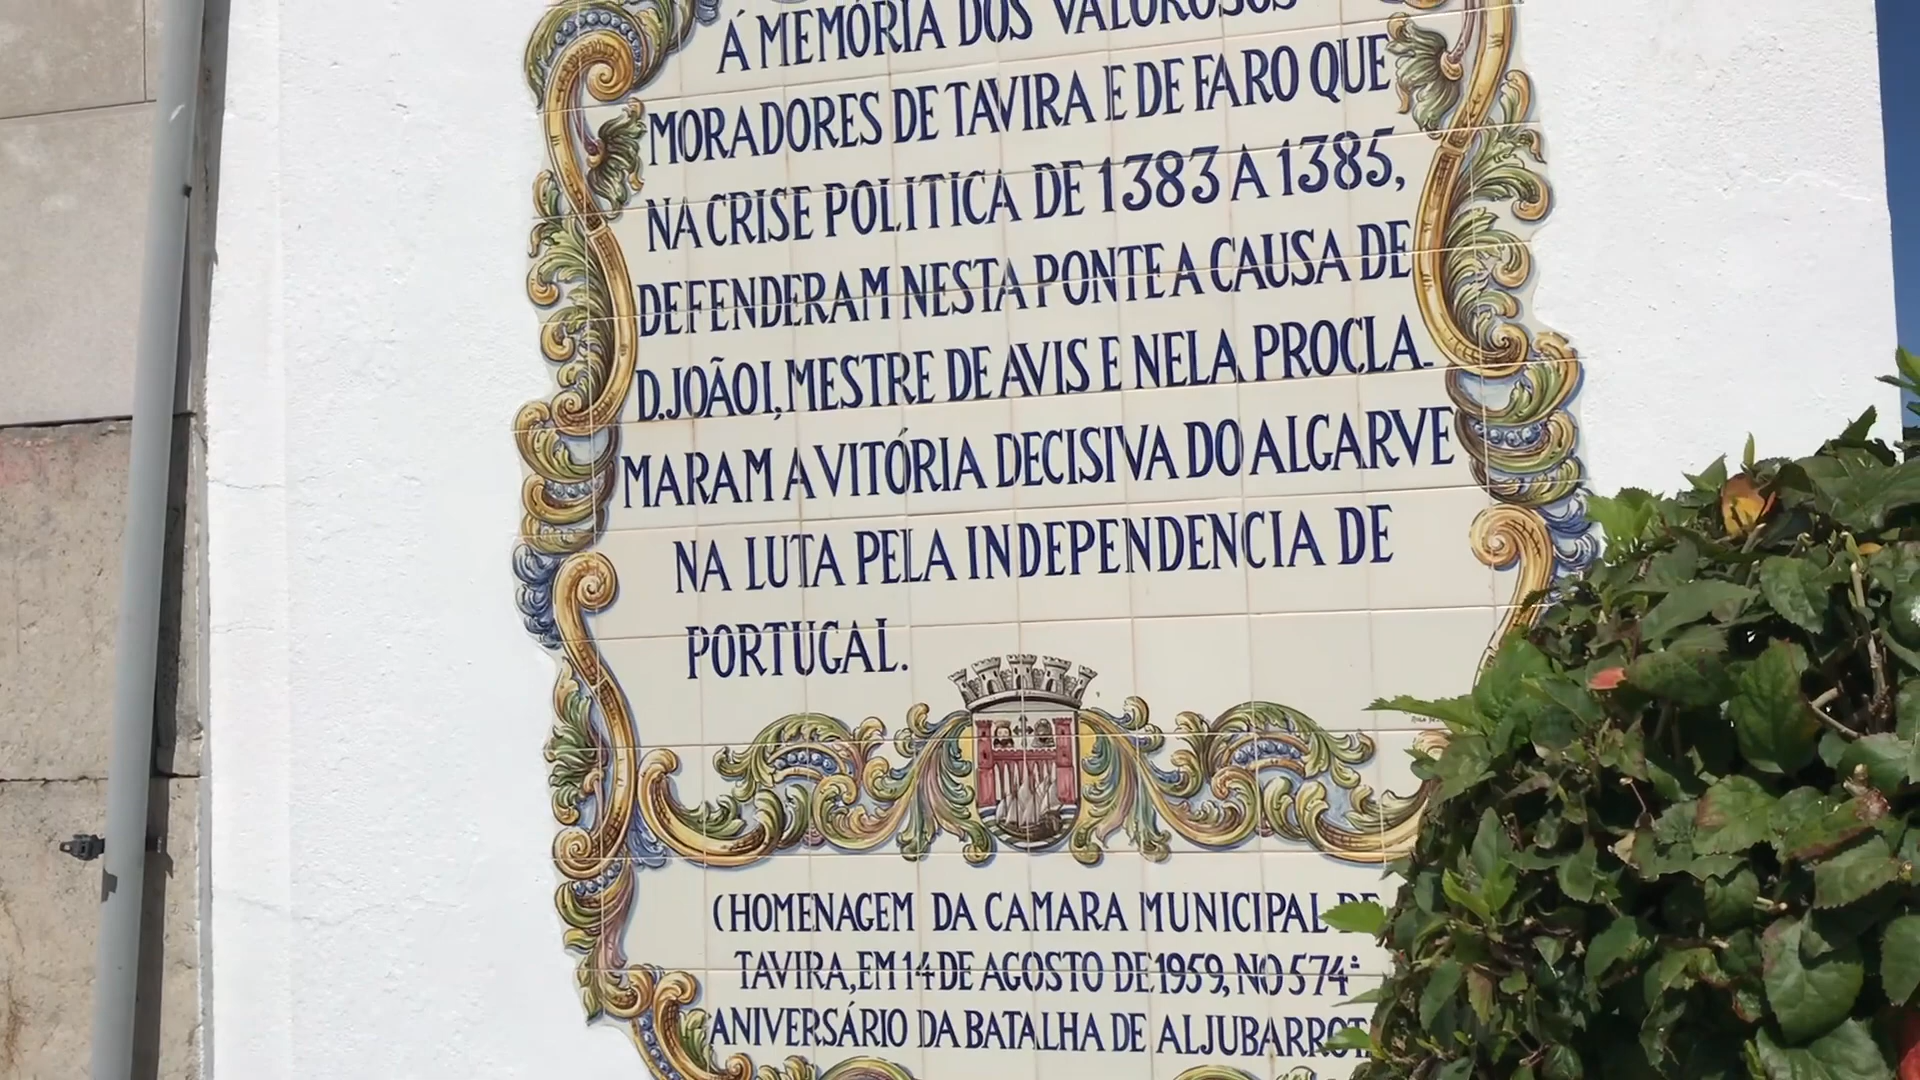 Á MEMÓRIA DOS VALOROSOS
MORADORES DE TAVIRA E DE FARO QUE
NA CRISE POLITICA DE 1383 A 1385,
DEFENDERAM NESTA PONTE A CAUSA DE
D. JOÃO I, MESTRE DE AVIS E NELA PROCLA-
MARAM A VITÓRIA DECISIVA DO ALGARVE
NA LUTA PELA INDEPENDENCIA DE
PORTUGAL.
(HOMENAGEM DA CAMARA MUNICIPAL DE
TAVIRA, EM 14 DE AGOSTO DE 1959, NO 574º
ANIVERSÁRIO DA BATALHA DE ALJUBARROTA